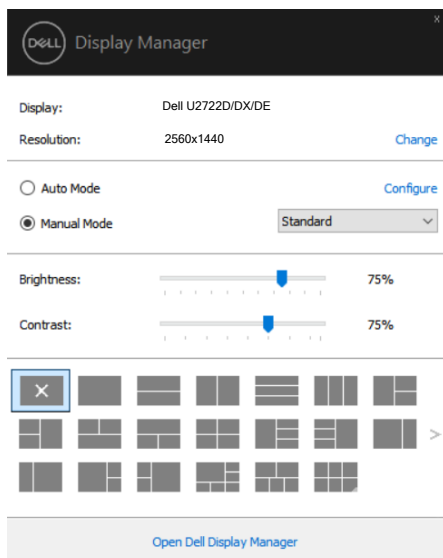 DELL Display Manager
x
Display: Dell U2722D/DX/DE
Resolution: 2560x1440 Change
Auto Mode Configure
Manual Mode Standard
Brightness: 75%
Contrast: 75%
Open Dell Display Manager